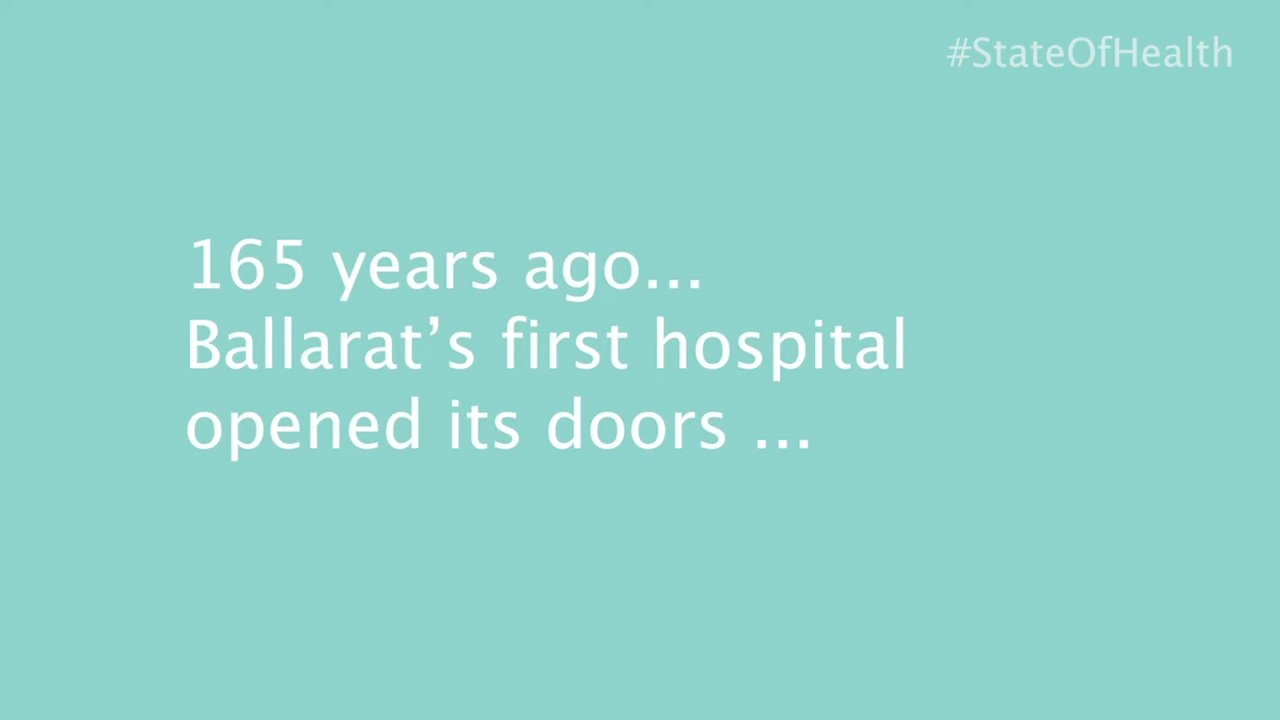 #StateOfHealth
165 years ago...
Ballarat’s first hospital
opened its doors ...